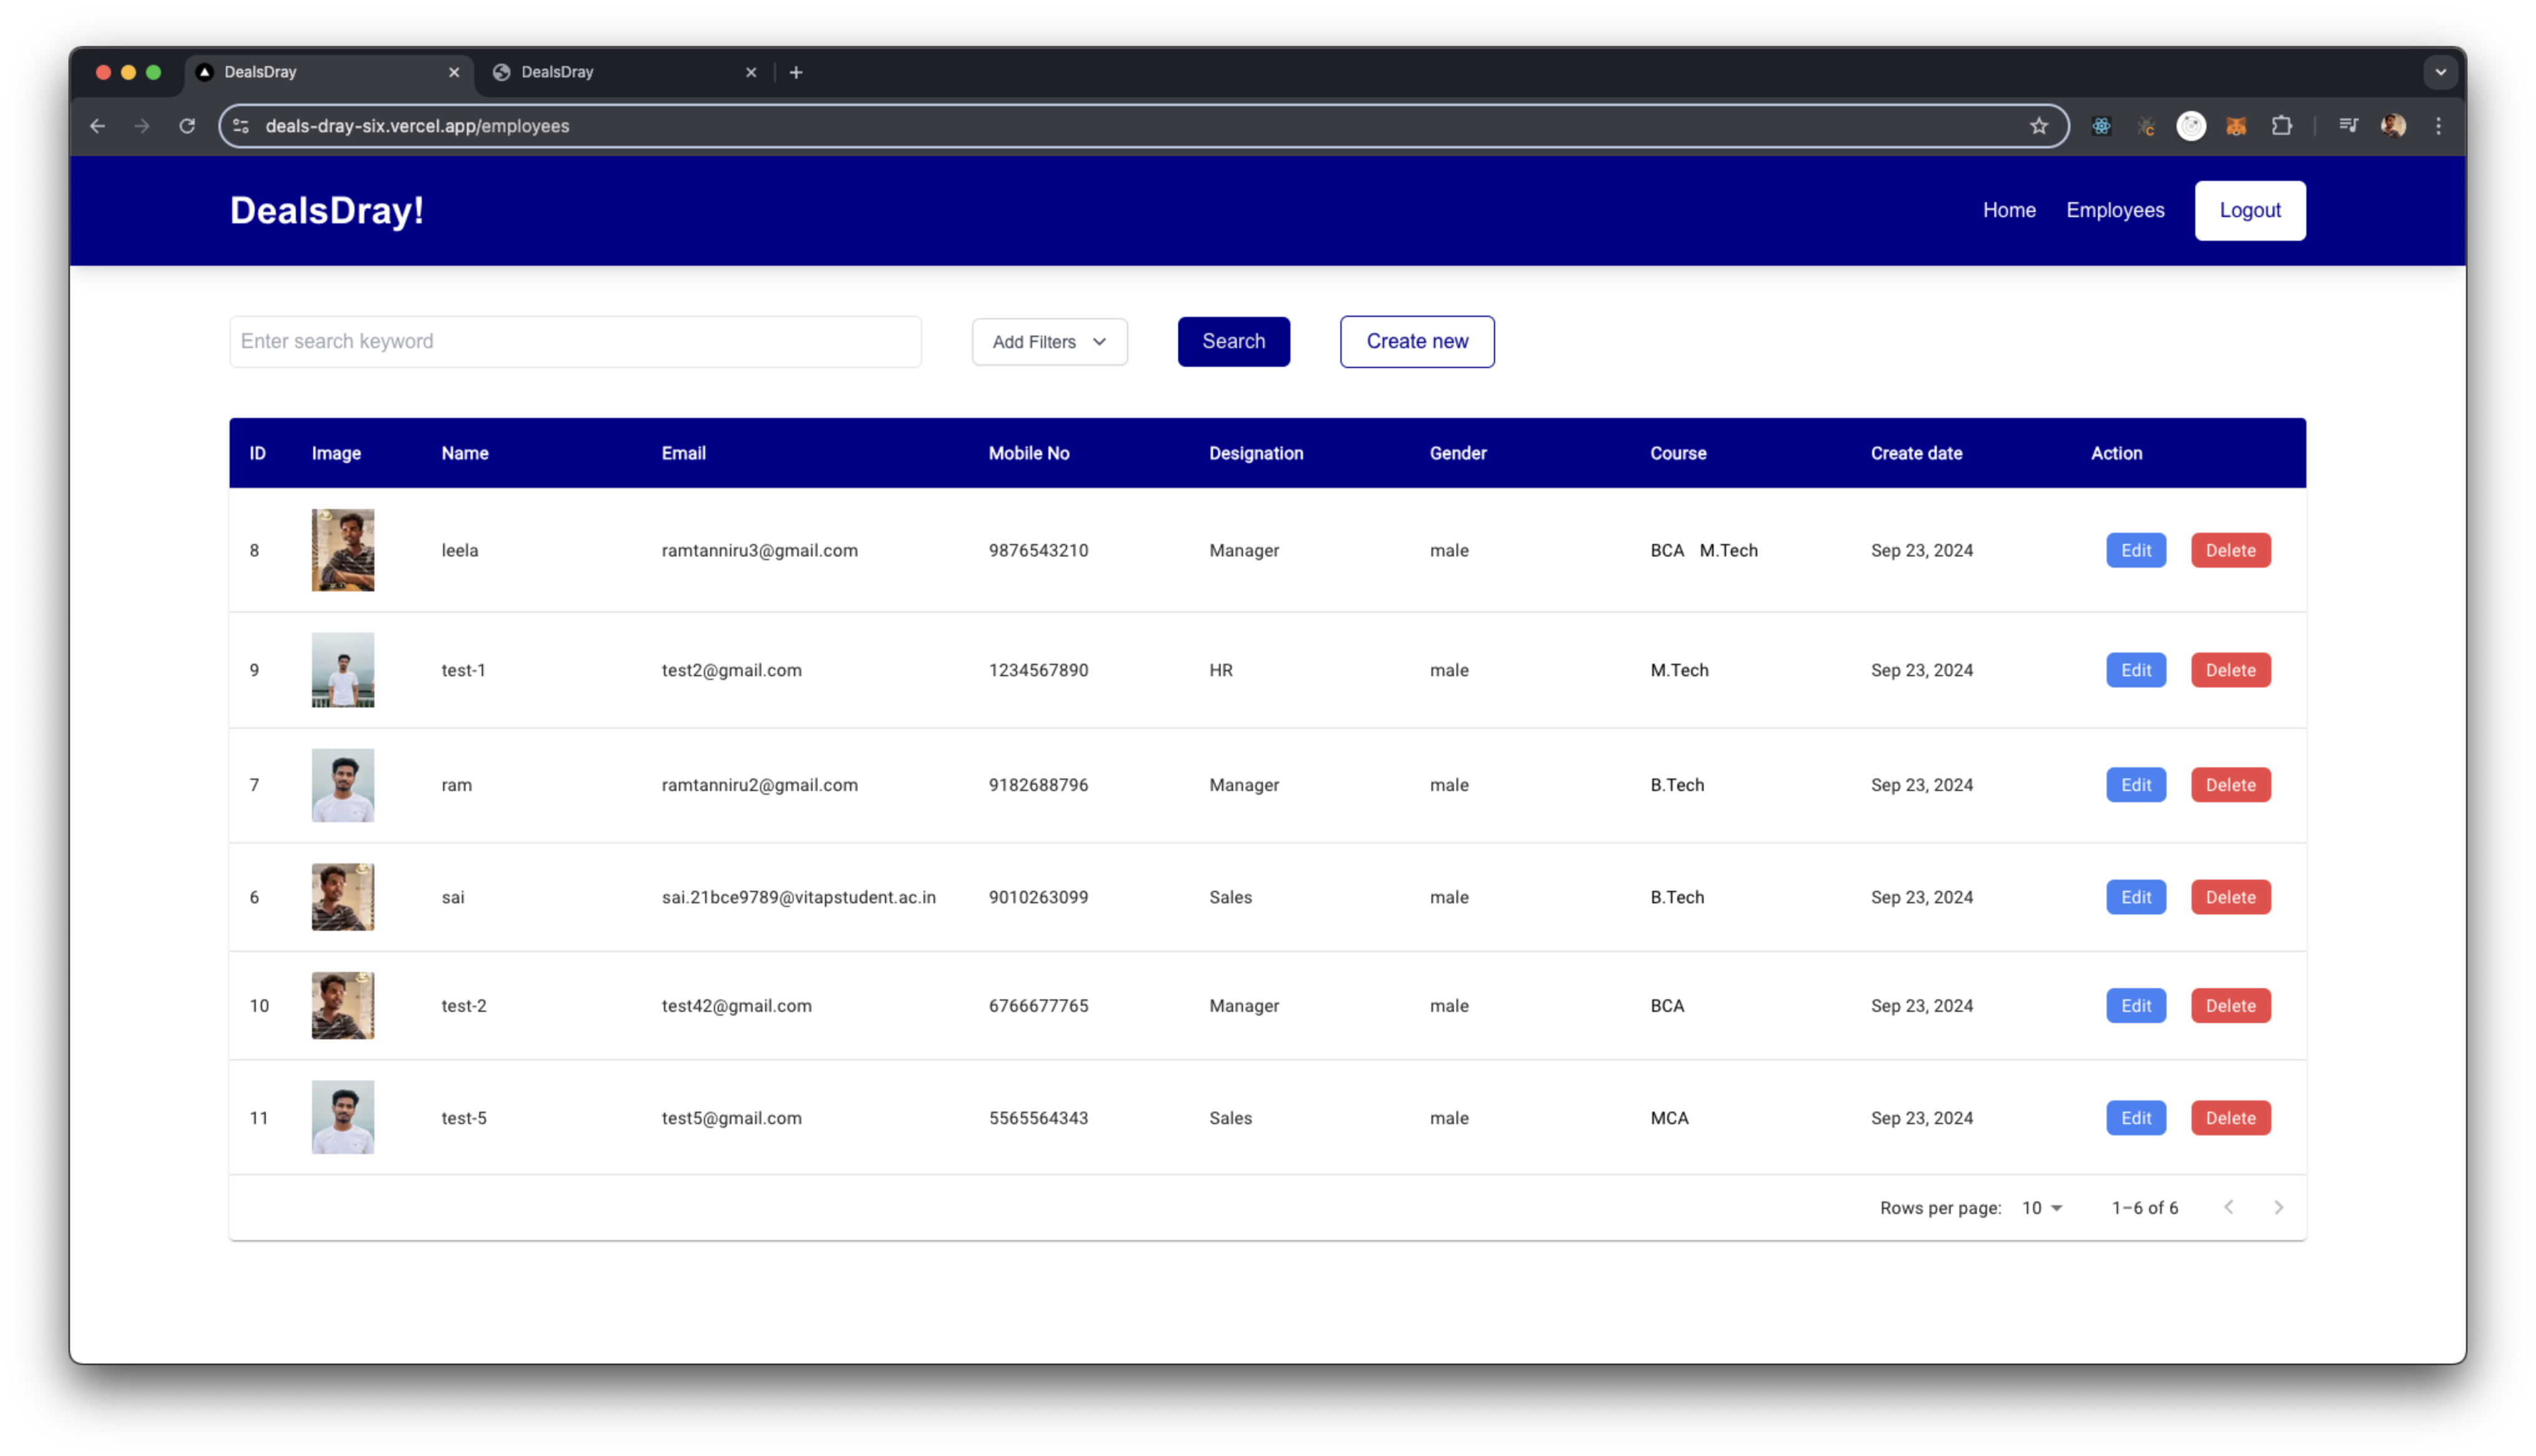 DealsDray
DealsDray
deals-dray-six.vercel.app/employees
DealsDray!
Home Employees Logout
Enter search keyword Add Filters Search Create new
ID Image Name Email Mobile No Designation Gender Course Create date Action
8 leela ramtanniru3@gmail.com 9876543210 Manager male BCA M.Tech Sep 23, 2024 Edit Delete
9 test-1 test2@gmail.com 1234567890 HR male M.Tech Sep 23, 2024 Edit Delete
7 ram ramtanniru2@gmail.com 9182688796 Manager male B.Tech Sep 23, 2024 Edit Delete
6 sai sai.21bce9789@vitapstudent.ac.in 9010263099 Sales male B.Tech Sep 23, 2024 Edit Delete
10 test-2 test42@gmail.com 6766677765 Manager male BCA Sep 23, 2024 Edit Delete
11 test-5 test5@gmail.com 5565564343 Sales male MCA Sep 23, 2024 Edit Delete
Rows per page: 10 1–6 of 6